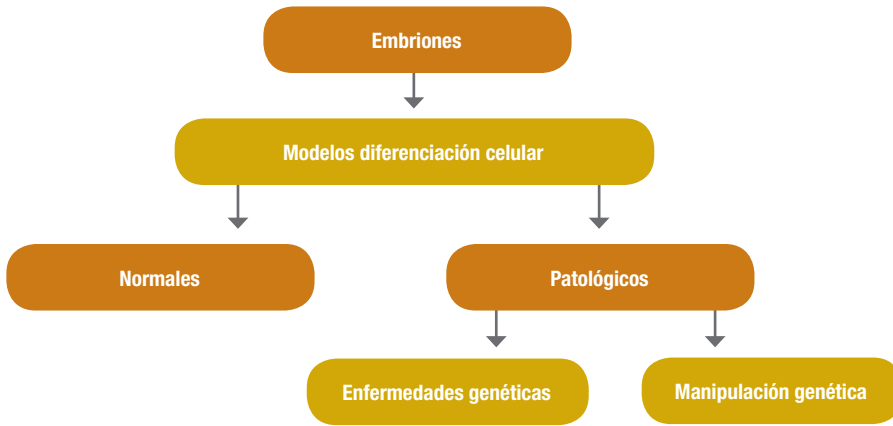 Embriones
Modelos diferenciación celular
Normales
Patológicos
Enfermedades genéticas
Manipulación genética